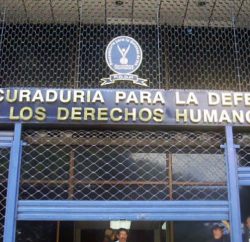 CURADURIA PARA LA DEFE
LOS DERECHOS HUMANO